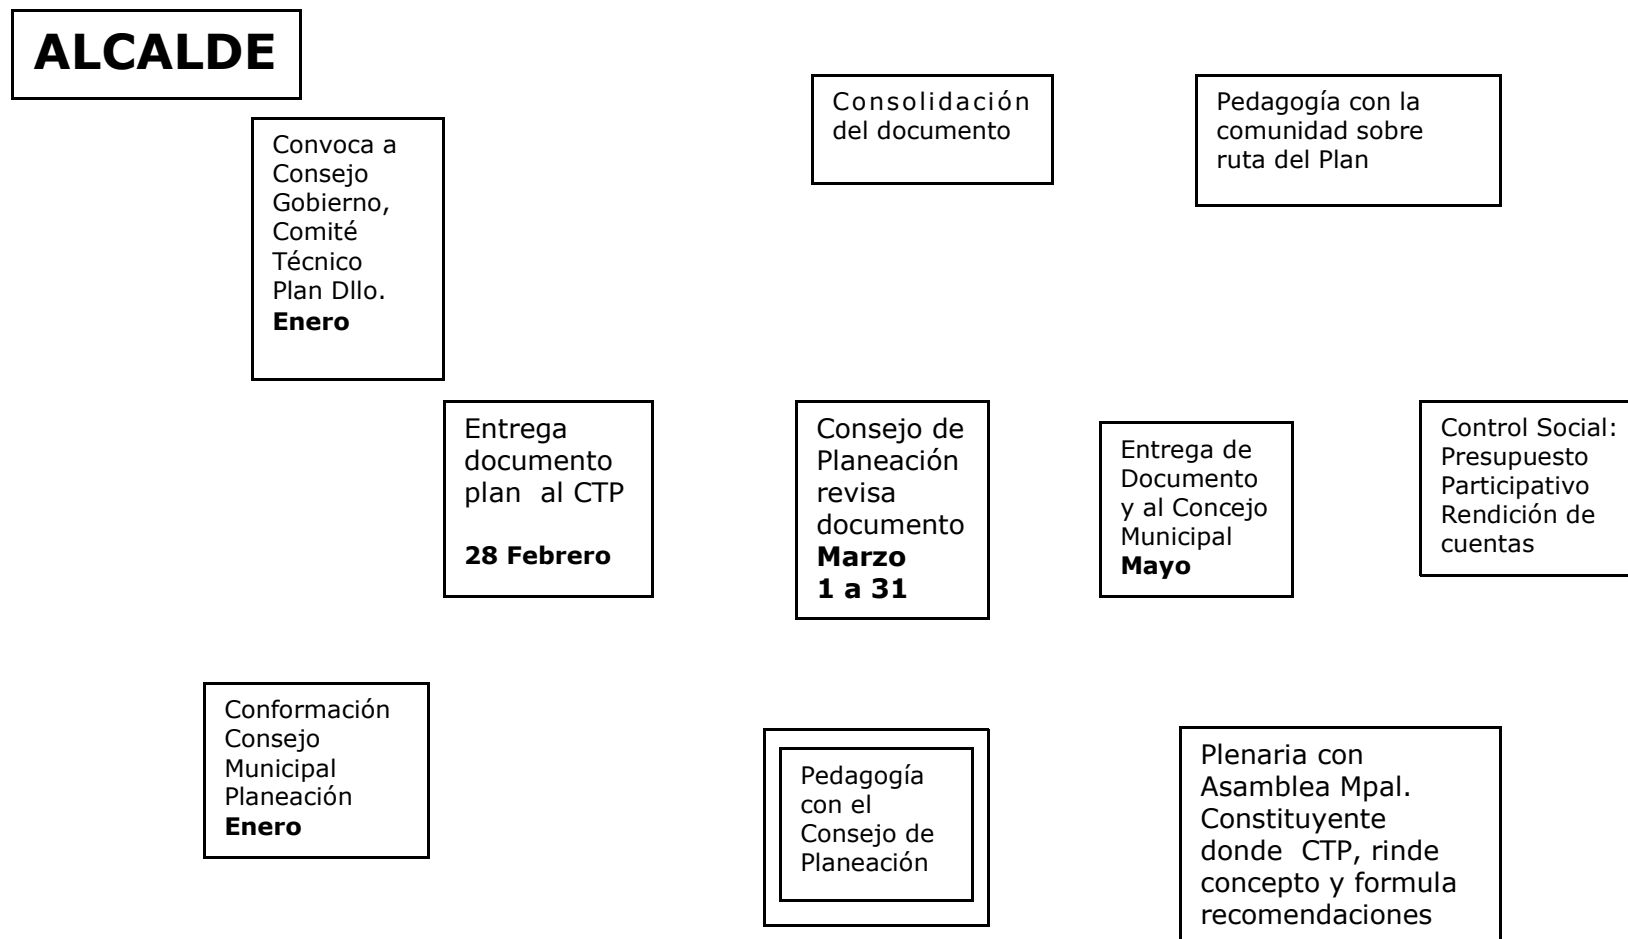 ALCALDE
Consolidación
del documento
Pedagogía con la
comunidad sobre
ruta del Plan
Convoca a
Consejo
Gobierno,
Comité
Técnico
Plan Dllo.
Enero
Entrega
documento
plan al CTP
28 Febrero
Consejo de
Planeación
revisa
documento
Marzo
1 a 31
Entrega de
Documento
y al Concejo
Municipal
Mayo
Control Social:
Presupuesto
Participativo
Rendición de
cuentas
Conformación
Consejo
Municipal
Planeación
Enero
Pedagogía
con el
Consejo de
Planeación
Plenaria con
Asamblea Mpal.
Constituyente
donde CTP, rinde
concepto y formula
recomendaciones